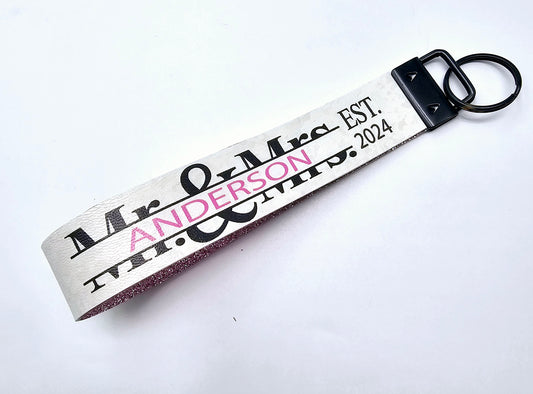 Mr. & Mrs.
ANDERSON
EST.
2024